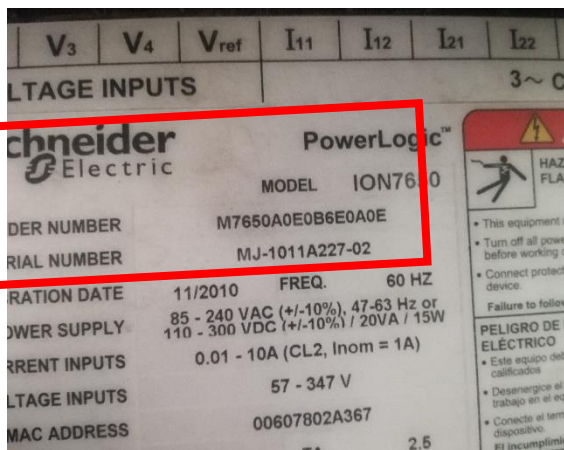 V3 V4 Vref I11 I12 I21 I22
LTAGE INPUTS 3~ C
chneider
Electric
PowerLogic™
MODEL ION7650
DER NUMBER M7650A0E0B6E0A0E
RIAL NUMBER MJ-1011A227-02
RATION DATE 11/2010 FREQ. 60 HZ
OWER SUPPLY 85 - 240 VAC (+/-10%), 47-63 Hz or
110 - 300 VDC (+/-10%) / 20VA / 15W
RRENT INPUTS 0.01 - 10A (CL2, Inom = 1A)
LTAGE INPUTS 57 - 347 V
MAC ADDRESS 00607802A367
2.5
HAZ
FLA
• This equipment
• Turn off all powe
before working
• Connect protect
device.
Failure to follow
PELIGRO DE
ELÉCTRICO
• Este equipo deb
calificados
• Desenergice el
trabajo en el eq
• Conecte el term
dispositivo.
El incumplimi